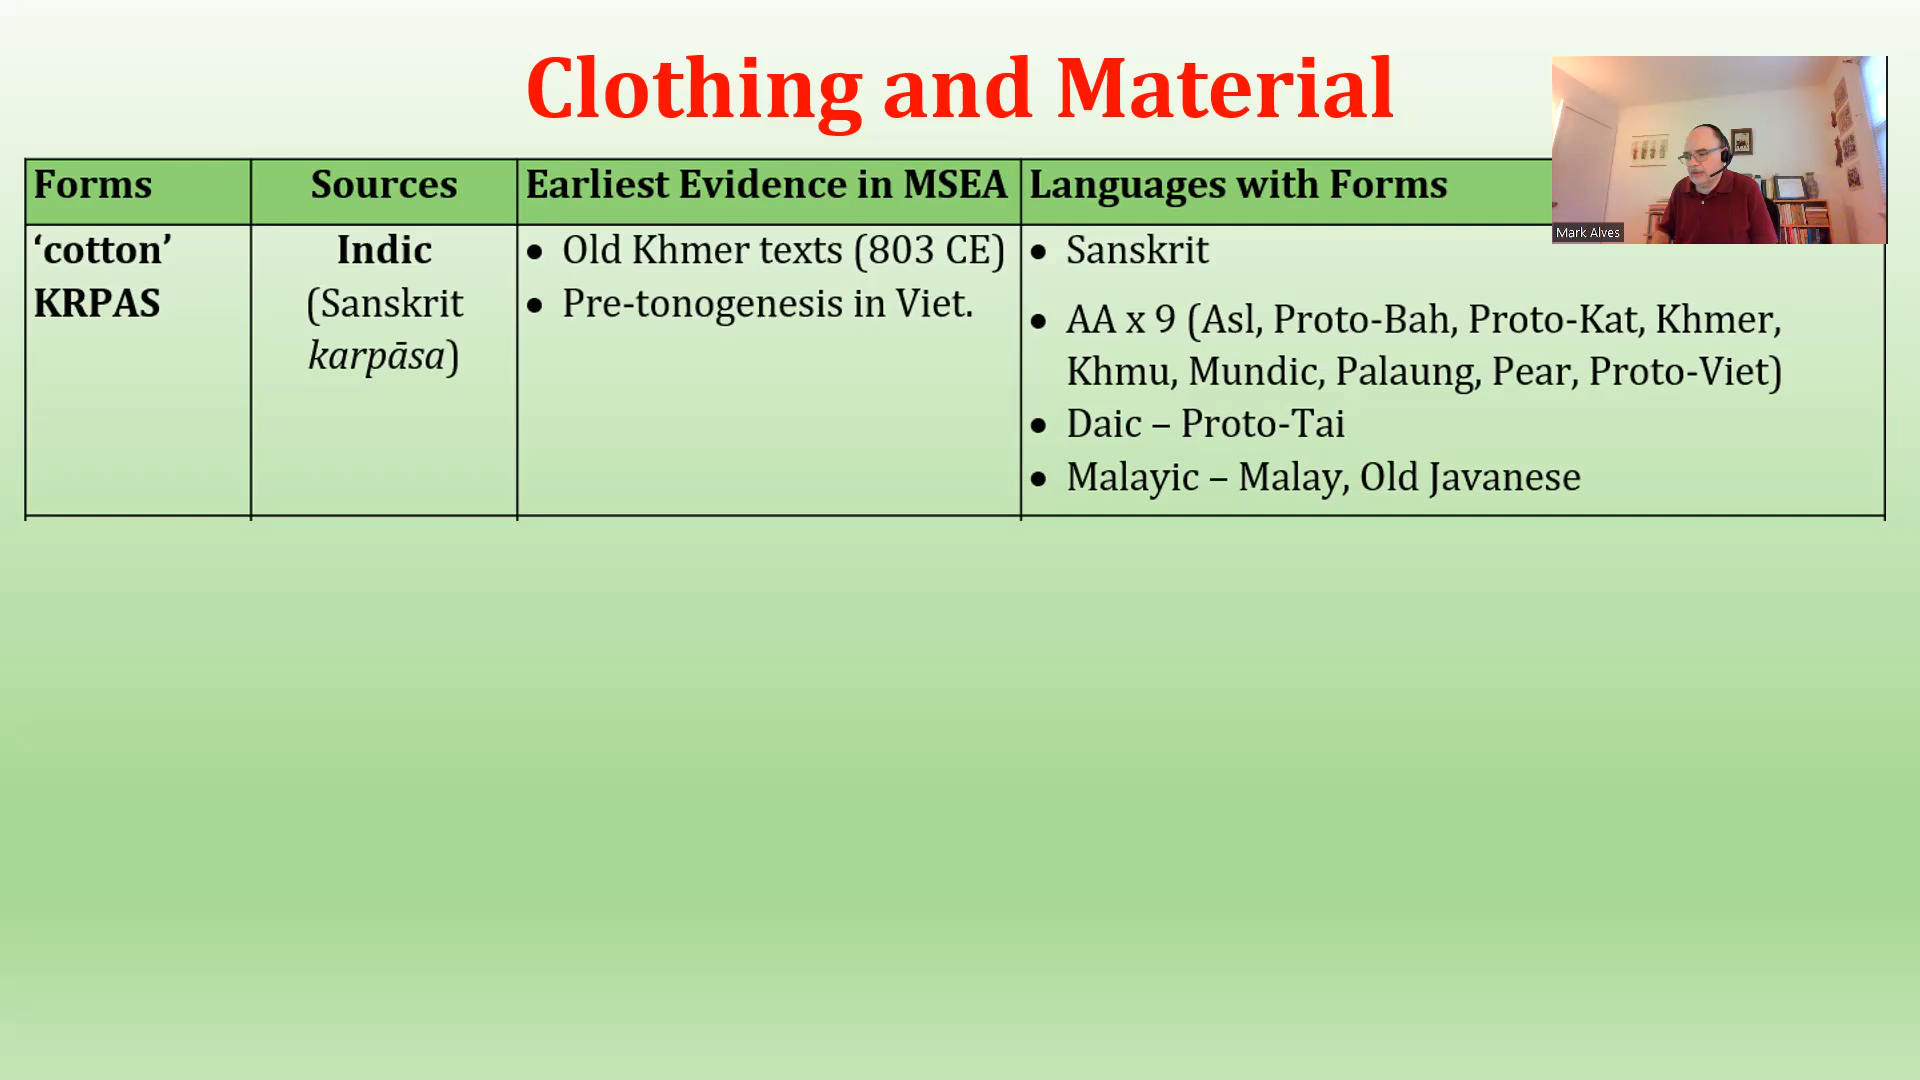 Clothing and Material
Forms
Sources
Earliest Evidence in MSEA
Languages with Forms
‘cotton’
KRPAS
Indic
(Sanskrit
karpāsa)
• Old Khmer texts (803 CE)
• Pre-tonogenesis in Viet.
• Sanskrit
• AA x 9 (Asl, Proto-Bah, Proto-Kat, Khmer,
Khmu, Mundic, Palaung, Pear, Proto-Viet)
• Daic – Proto-Tai
• Malayic – Malay, Old Javanese
Mark Alves